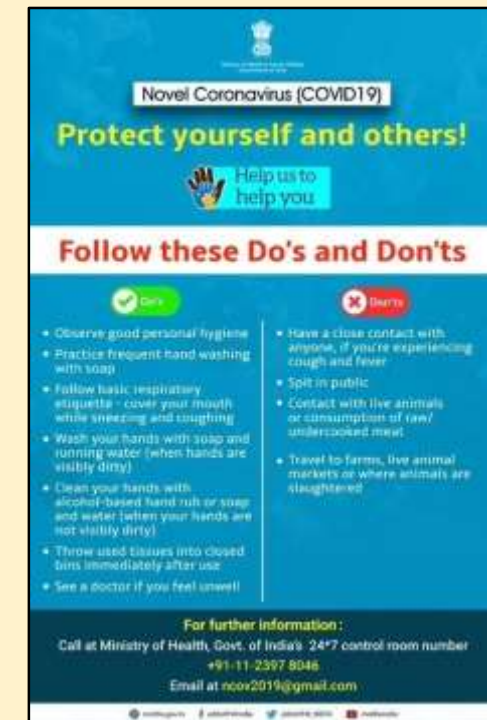 Novel Coronavirus (COVID19)
Protect yourself and others!
Help us to
help you
Follow these Do's and Don'ts
Do's
• Observe good personal hygiene
• Practice frequent hand washing
with soap
• Follow basic respiratory
etiquette - cover your mouth
while sneezing and coughing
• Wash your hands with soap and
running water (when hands are
visibly dirty)
• Clean your hands with
alcohol-based hand rub or soap
and water (when your hands are
not visibly dirty)
• Throw used tissues into closed
bins immediately after use
• See a doctor if you feel unwell
Don'ts
• Have a close contact with
anyone, if you're experiencing
cough and fever
• Spit in public
• Contact with live animals
or consumption of raw/
undercooked meat
• Travel to farms, live animal
markets or where animals are
slaughtered
For further information :
Call at Ministry of Health, Govt. of India's 24*7 control room number
+91-11-2397 8046
Email at ncov2019@gmail.com